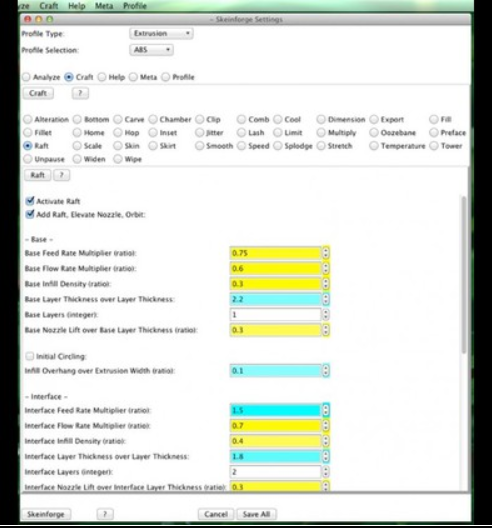 ze Craft Help Meta Profile
- Skeinforge Settings
Profile Type: Extrusion
Profile Selection: ABS
Analyze Craft Help Meta Profile
Craft ?
Alteration Bottom Carve Chamber Clip Comb Cool Dimension Export Fill
Fillet Home Hop Inset Jitter Lash Limit Multiply Oozebane Preface
Raft Scale Skin Skirt Smooth Speed Splodge Stretch Temperature Tower
Unpause Widen Wipe
Raft ?
Activate Raft
Add Raft, Elevate Nozzle, Orbit:
- Base -
Base Feed Rate Multiplier (ratio): 0.75
Base Flow Rate Multiplier (ratio): 0.6
Base Infill Density (ratio): 0.3
Base Layer Thickness over Layer Thickness: 2.2
Base Layers (integer): 1
Base Nozzle Lift over Base Layer Thickness (ratio): 0.3
Initial Circling:
Infill Overhang over Extrusion Width (ratio): 0.1
- Interface -
Interface Feed Rate Multiplier (ratio): 1.5
Interface Flow Rate Multiplier (ratio): 0.7
Interface Infill Density (ratio): 0.4
Interface Layer Thickness over Layer Thickness: 1.8
Interface Layers (integer): 2
Interface Nozzle Lift over Interface Layer Thickness (ratio): 0.3
Skeinforge ? Cancel Save All